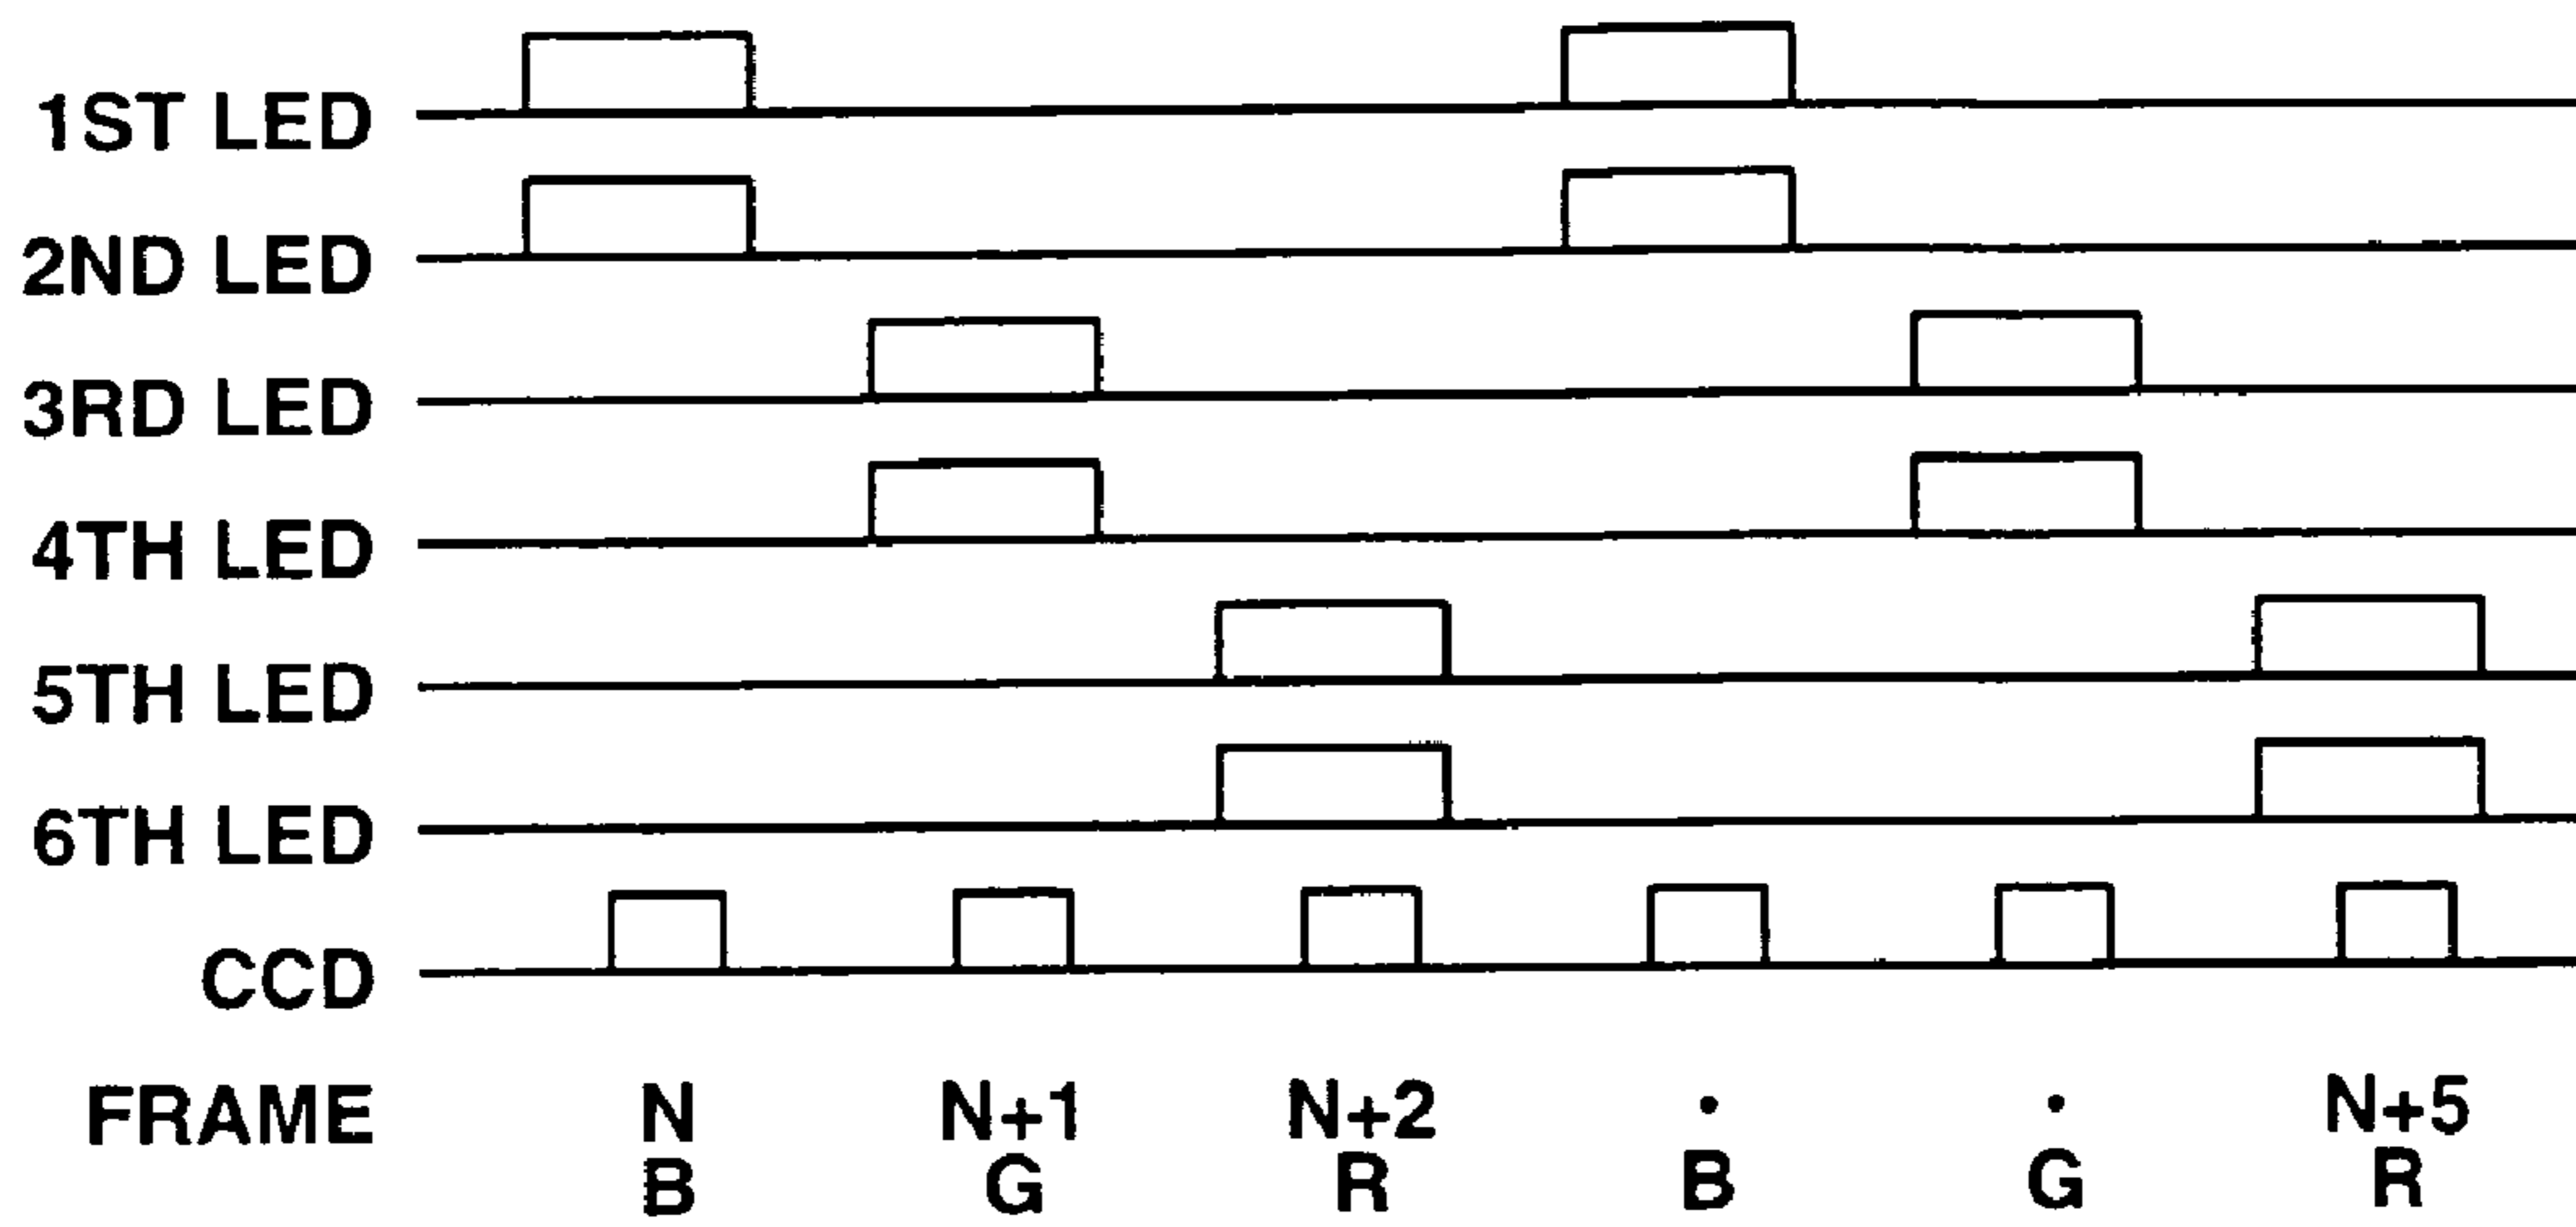 1ST LED
2ND LED
3RD LED
4TH LED
5TH LED
6TH LED
CCD
FRAME N N+1 N+2 · · N+5
B G R B G R